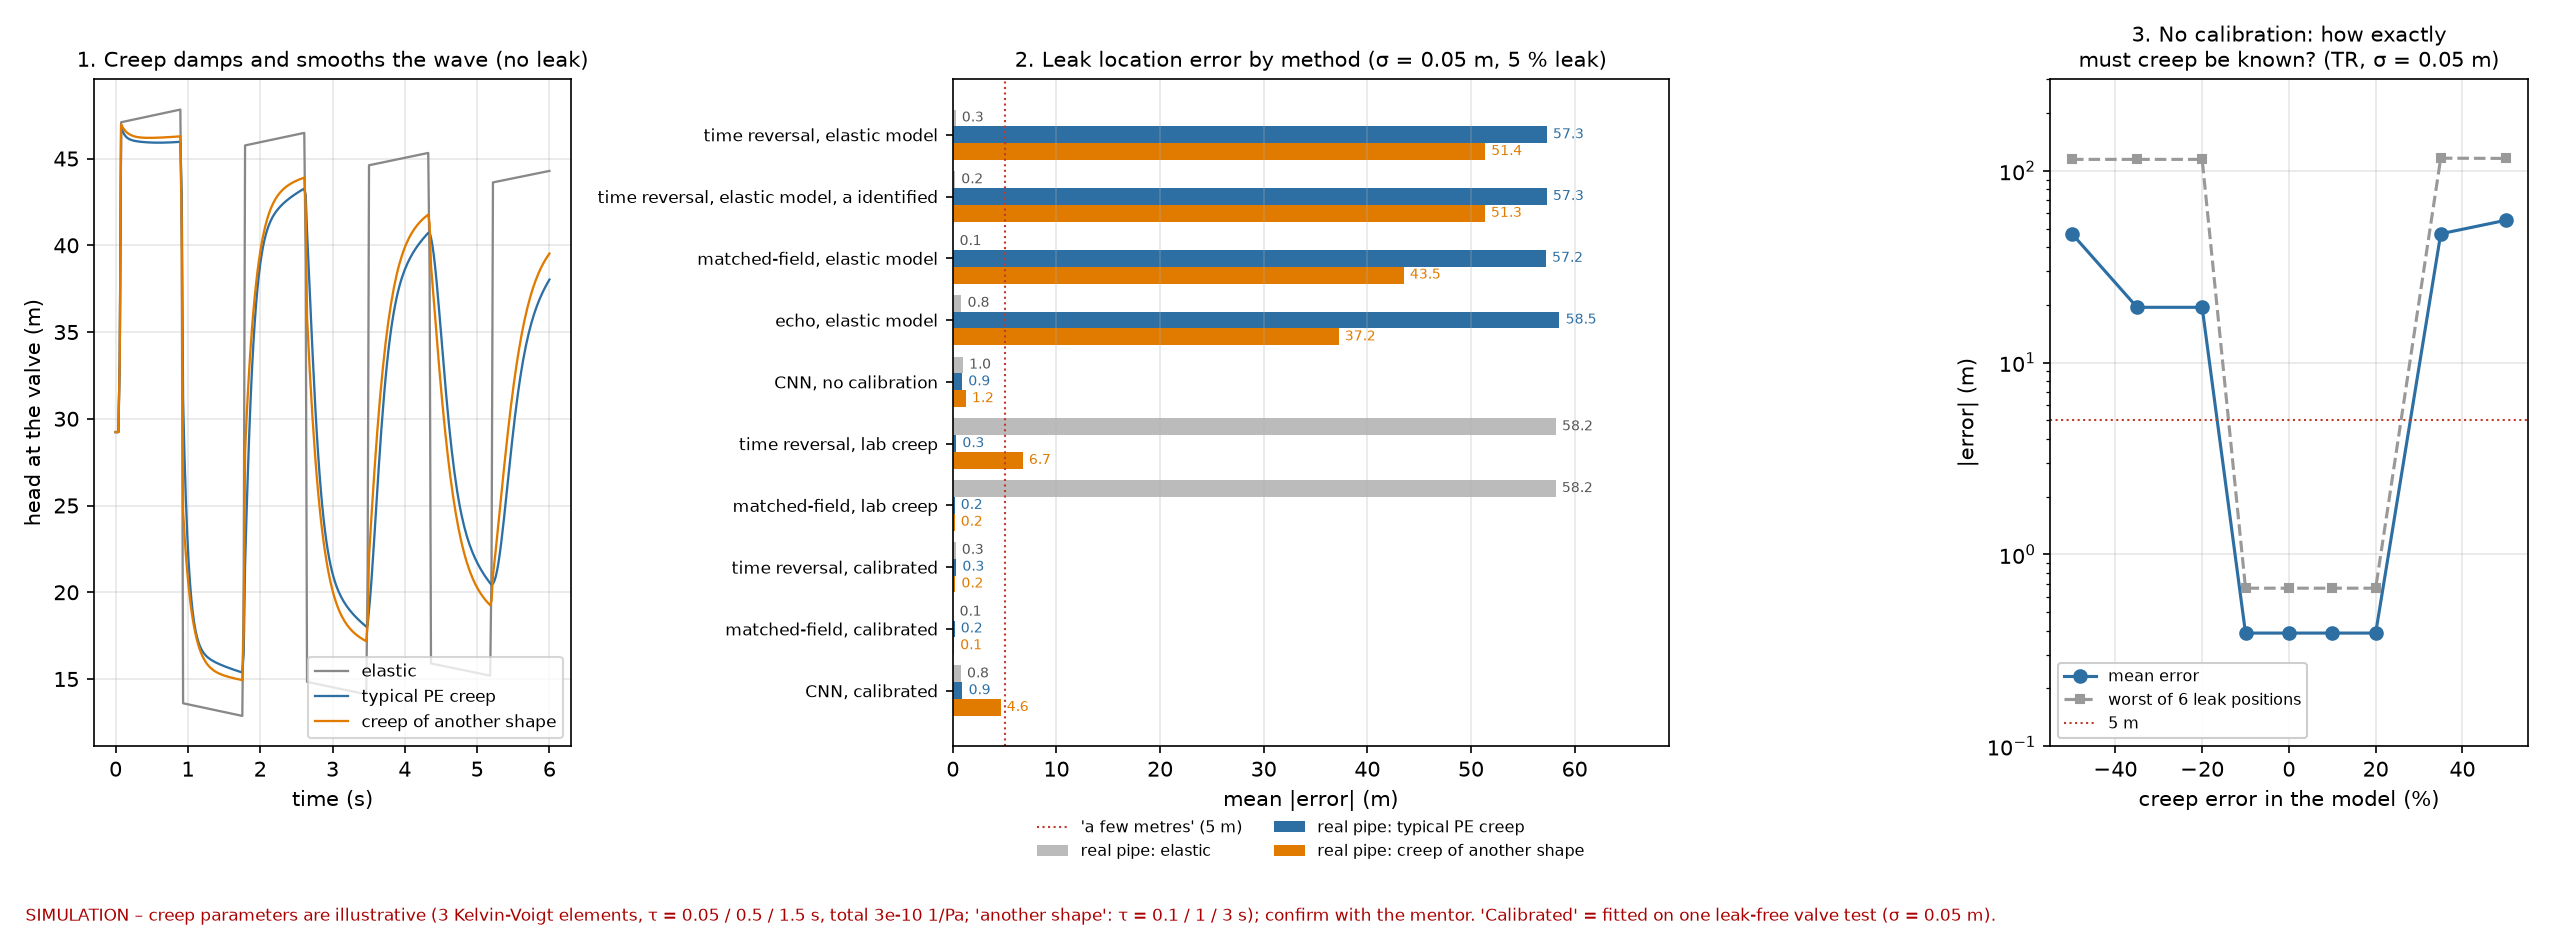 1. Creep damps and smooths the wave (no leak)
head at the valve (m)
45
40
35
30
25
20
15
elastic
typical PE creep
creep of another shape
0 1 2 3 4 5 6
time (s)
2. Leak location error by method (σ = 0.05 m, 5 % leak)
time reversal, elastic model
0.3
57.3
51.4
time reversal, elastic model, a identified
0.2
57.3
51.3
matched-field, elastic model
0.1
57.2
43.5
echo, elastic model
0.8
58.5
37.2
CNN, no calibration
1.0
0.9
1.2
time reversal, lab creep
58.2
0.3
6.7
matched-field, lab creep
58.2
0.2
0.2
time reversal, calibrated
0.3
0.3
0.2
matched-field, calibrated
0.1
0.2
0.1
CNN, calibrated
0.8
0.9
4.6
0 10 20 30 40 50 60
mean |error| (m)
'a few metres' (5 m)
real pipe: elastic
real pipe: typical PE creep
real pipe: creep of another shape
3. No calibration: how exactly
must creep be known? (TR, σ = 0.05 m)
|error| (m)
10²
10¹
10⁰
10⁻¹
mean error
worst of 6 leak positions
5 m
−40 −20 0 20 40
creep error in the model (%)
SIMULATION – creep parameters are illustrative (3 Kelvin-Voigt elements, τ = 0.05 / 0.5 / 1.5 s, total 3e-10 1/Pa; 'another shape': τ = 0.1 / 1 / 3 s); confirm with the mentor. 'Calibrated' = fitted on one leak-free valve test (σ = 0.05 m).